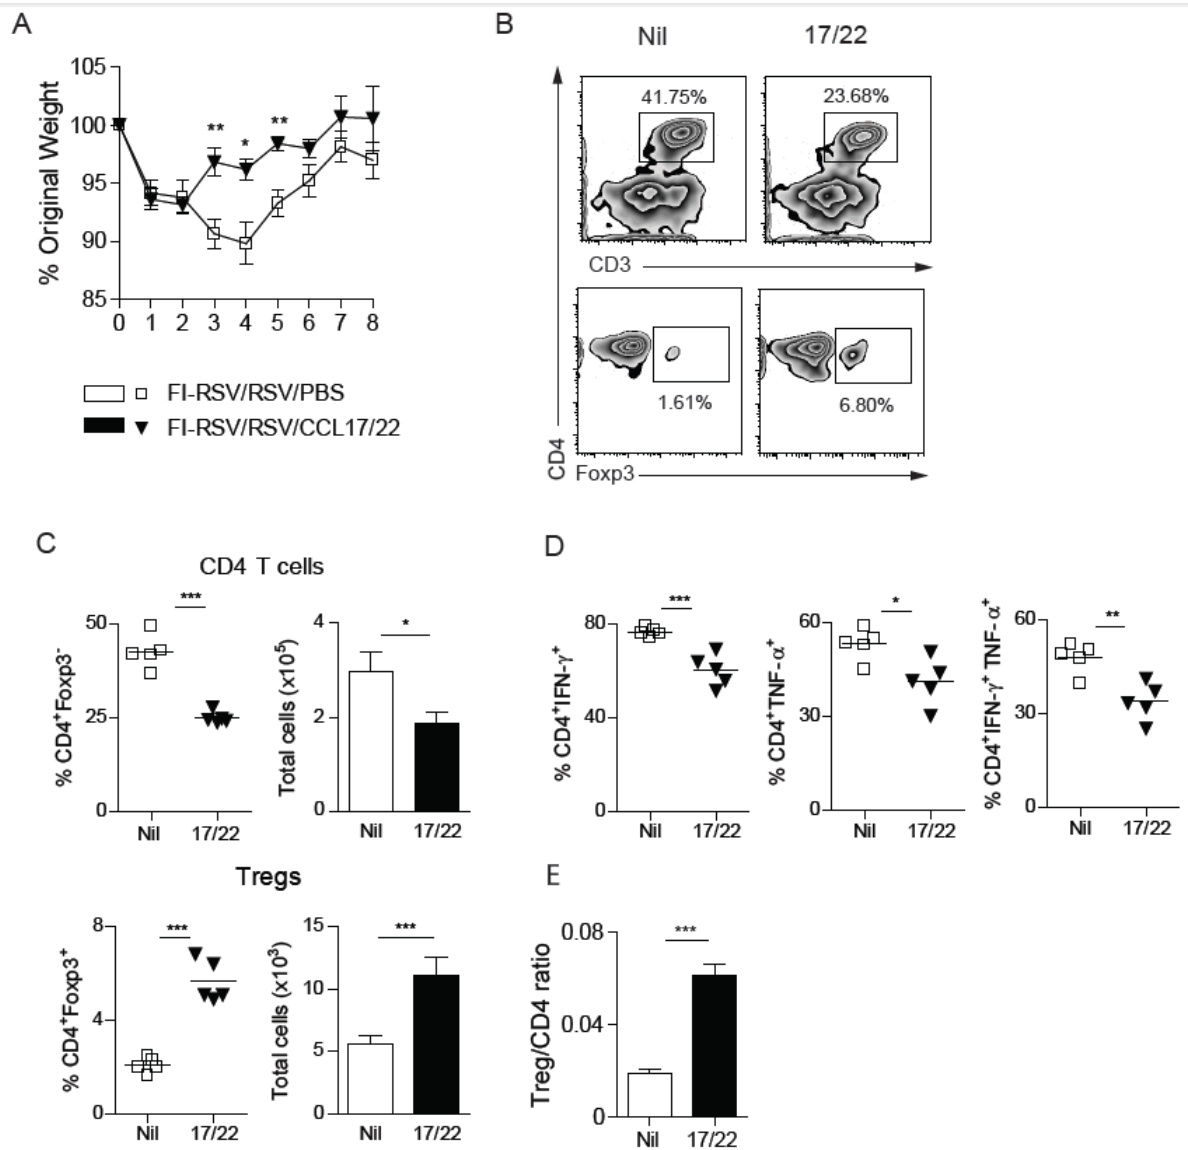 A
105
100
95
90
85
% Original Weight
** * **
0 1 2 3 4 5 6 7 8
FI-RSV/RSV/PBS
FI-RSV/RSV/CCL17/22
B
Nil 17/22
41.75% 23.68%
CD3
1.61% 6.80%
CD4
Foxp3
C
CD4 T cells
% CD4⁺Foxp3⁻
50
25
0
***
Nil 17/22
Total cells (x10⁵)
4
2
0
*
Nil 17/22
Tregs
% CD4⁺Foxp3⁺
8
4
0
***
Nil 17/22
Total cells (x10³)
15
10
5
0
***
Nil 17/22
D
% CD4⁺IFN-γ⁺
80
40
0
***
Nil 17/22
% CD4⁺TNF-α⁺
60
30
0
*
Nil 17/22
% CD4⁺IFN-γ⁺ TNF-α⁺
60
30
0
**
Nil 17/22
E
Treg/CD4 ratio
0.08
0.04
0
***
Nil 17/22